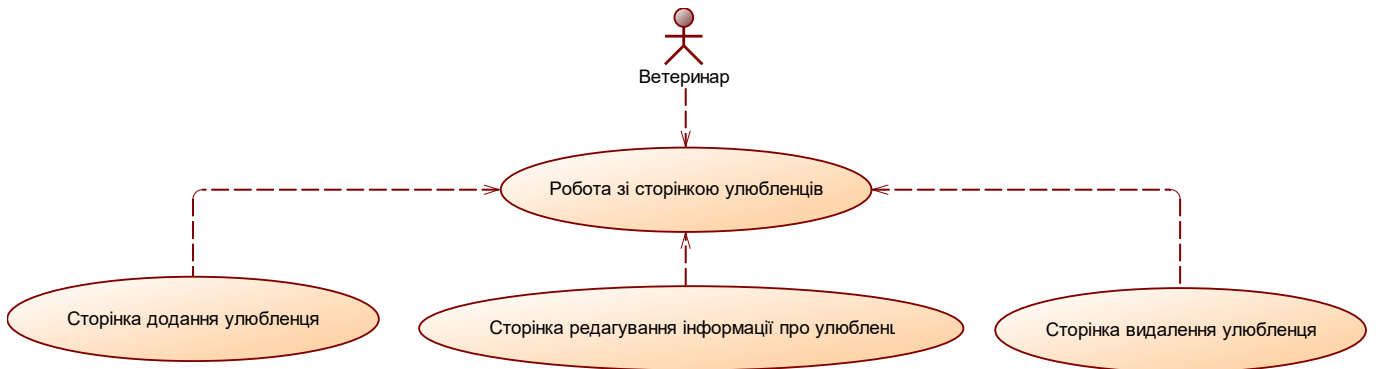 Ветеринар
Робота зі сторінкою улюбленців
Сторінка додання улюбленця
Сторінка редагування інформації про улюблен
Сторінка видалення улюбленця